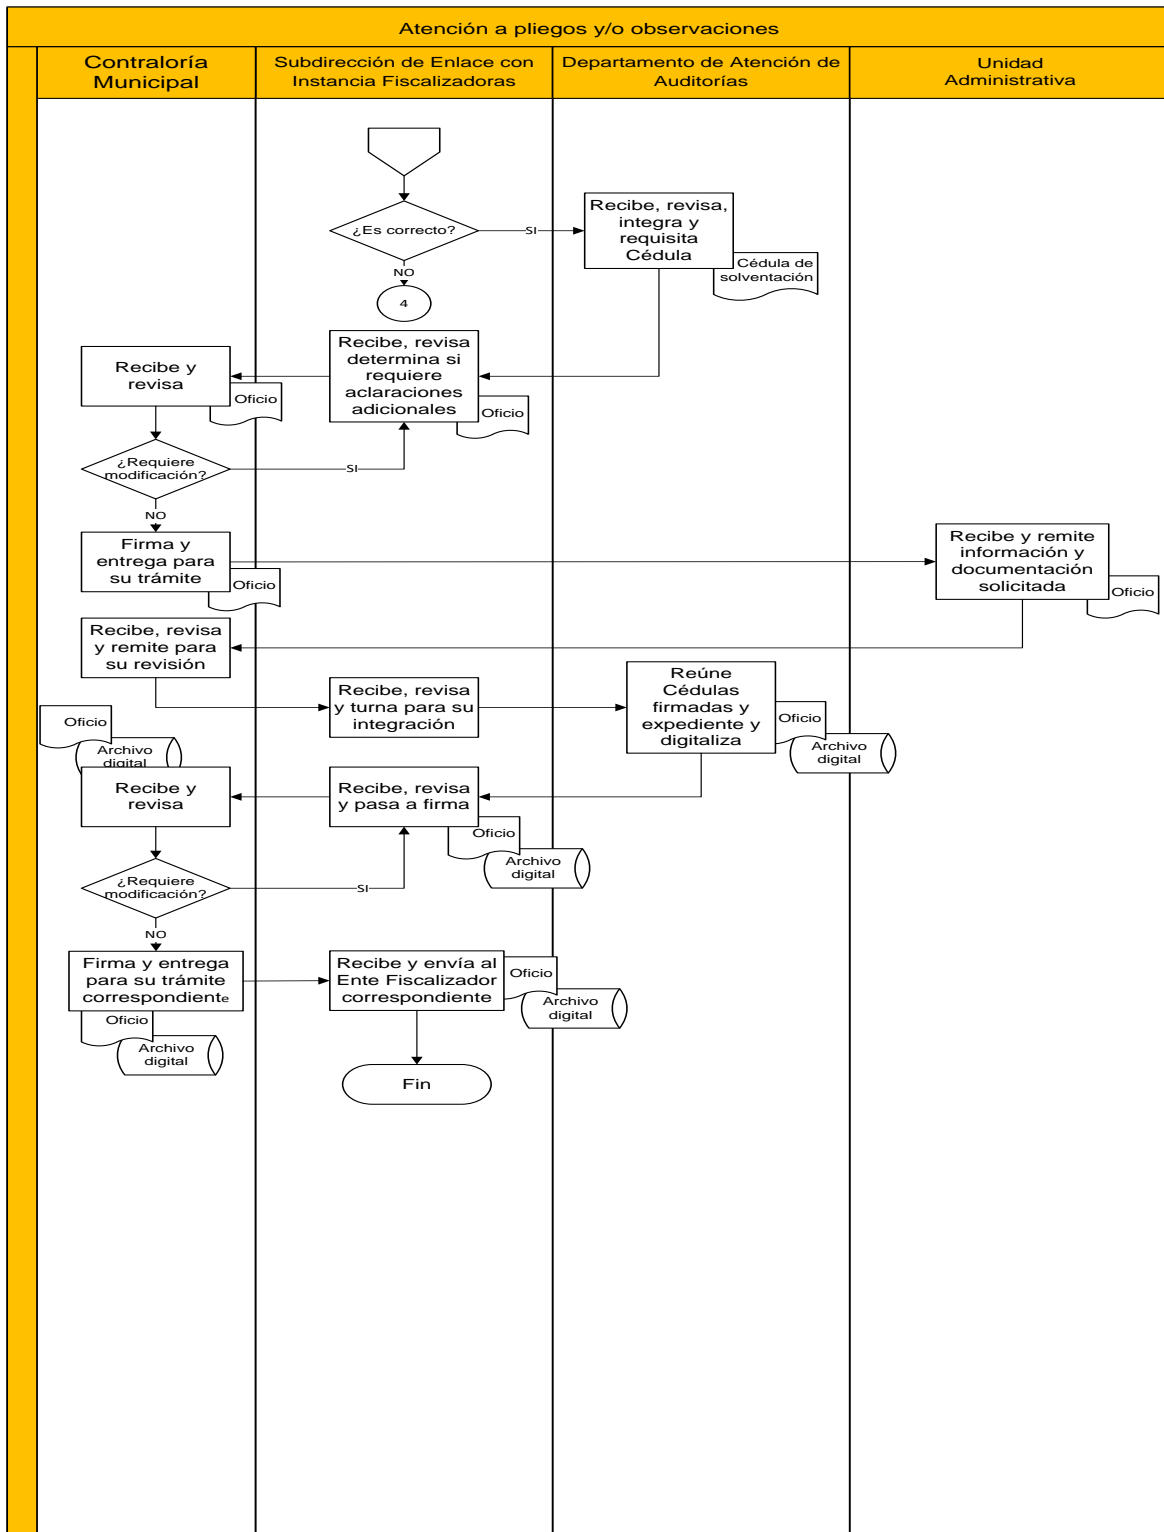 Atención a pliegos y/o observaciones
Contraloría
Municipal
Subdirección de Enlace con
Instancia Fiscalizadoras
Departamento de Atención de
Auditorías
Unidad
Administrativa
¿Es correcto?
SI
NO
4
Recibe, revisa,
integra y
requisita
Cédula
Cédula de
solventación
Recibe, revisa
determina si
requiere
aclaraciones
adicionales
Oficio
Recibe y
revisa
Oficio
¿Requiere
modificación?
SI
NO
Firma y
entrega para
su trámite
Oficio
Recibe y remite
información y
documentación
solicitada
Oficio
Recibe, revisa
y remite para
su revisión
Recibe, revisa
y turna para su
integración
Reúne
Cédulas
firmadas y
expediente y
digitaliza
Oficio
Archivo
digital
Oficio
Archivo
digital
Recibe y
revisa
Recibe, revisa
y pasa a firma
Oficio
Archivo
digital
¿Requiere
modificación?
SI
NO
Firma y entrega
para su trámite
correspondiente
Oficio
Archivo
digital
Recibe y envía al
Ente Fiscalizador
correspondiente
Oficio
Archivo
digital
Fin